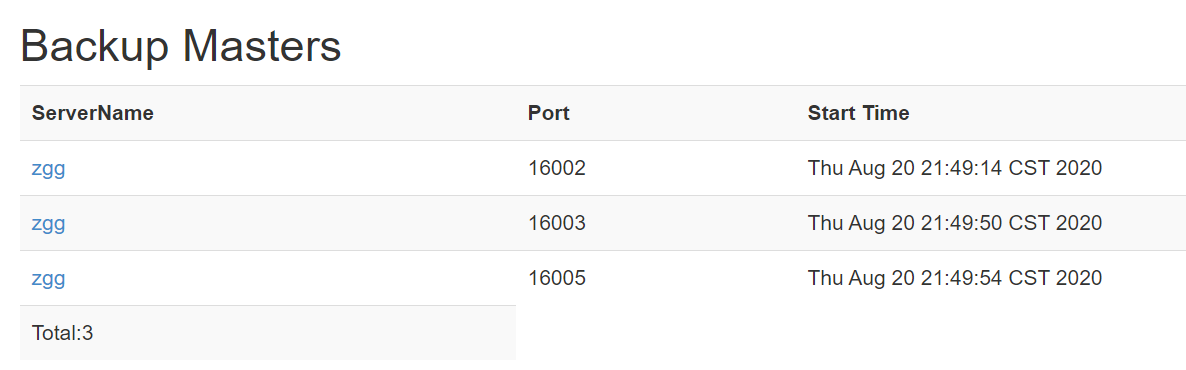 Backup Masters
ServerName Port Start Time
zgg 16002 Thu Aug 20 21:49:14 CST 2020
zgg 16003 Thu Aug 20 21:49:50 CST 2020
zgg 16005 Thu Aug 20 21:49:54 CST 2020
Total:3